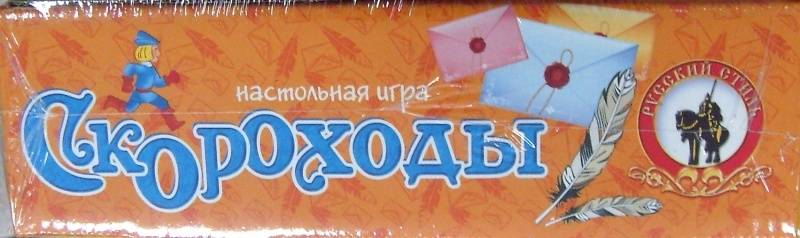 настольная игра
Скороходы
РУССКИЙ СТИЛЬ